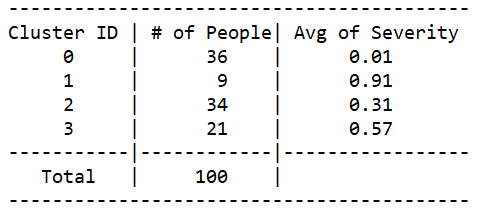 -----------------------------------------
Cluster ID | # of People| Avg of Severity
     0     |     36     |      0.01
     1     |      9     |      0.91
     2     |     34     |      0.31
     3     |     21     |      0.57
-----------|------------|----------------
   Total   |    100     |
-----------------------------------------